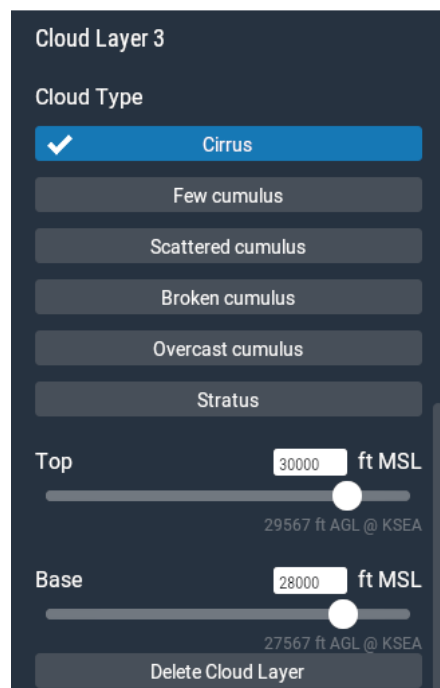 Cloud Layer 3
Cloud Type
Cirrus
Few cumulus
Scattered cumulus
Broken cumulus
Overcast cumulus
Stratus
Top 30000 ft MSL
29567 ft AGL @ KSEA
Base 28000 ft MSL
27567 ft AGL @ KSEA
Delete Cloud Layer